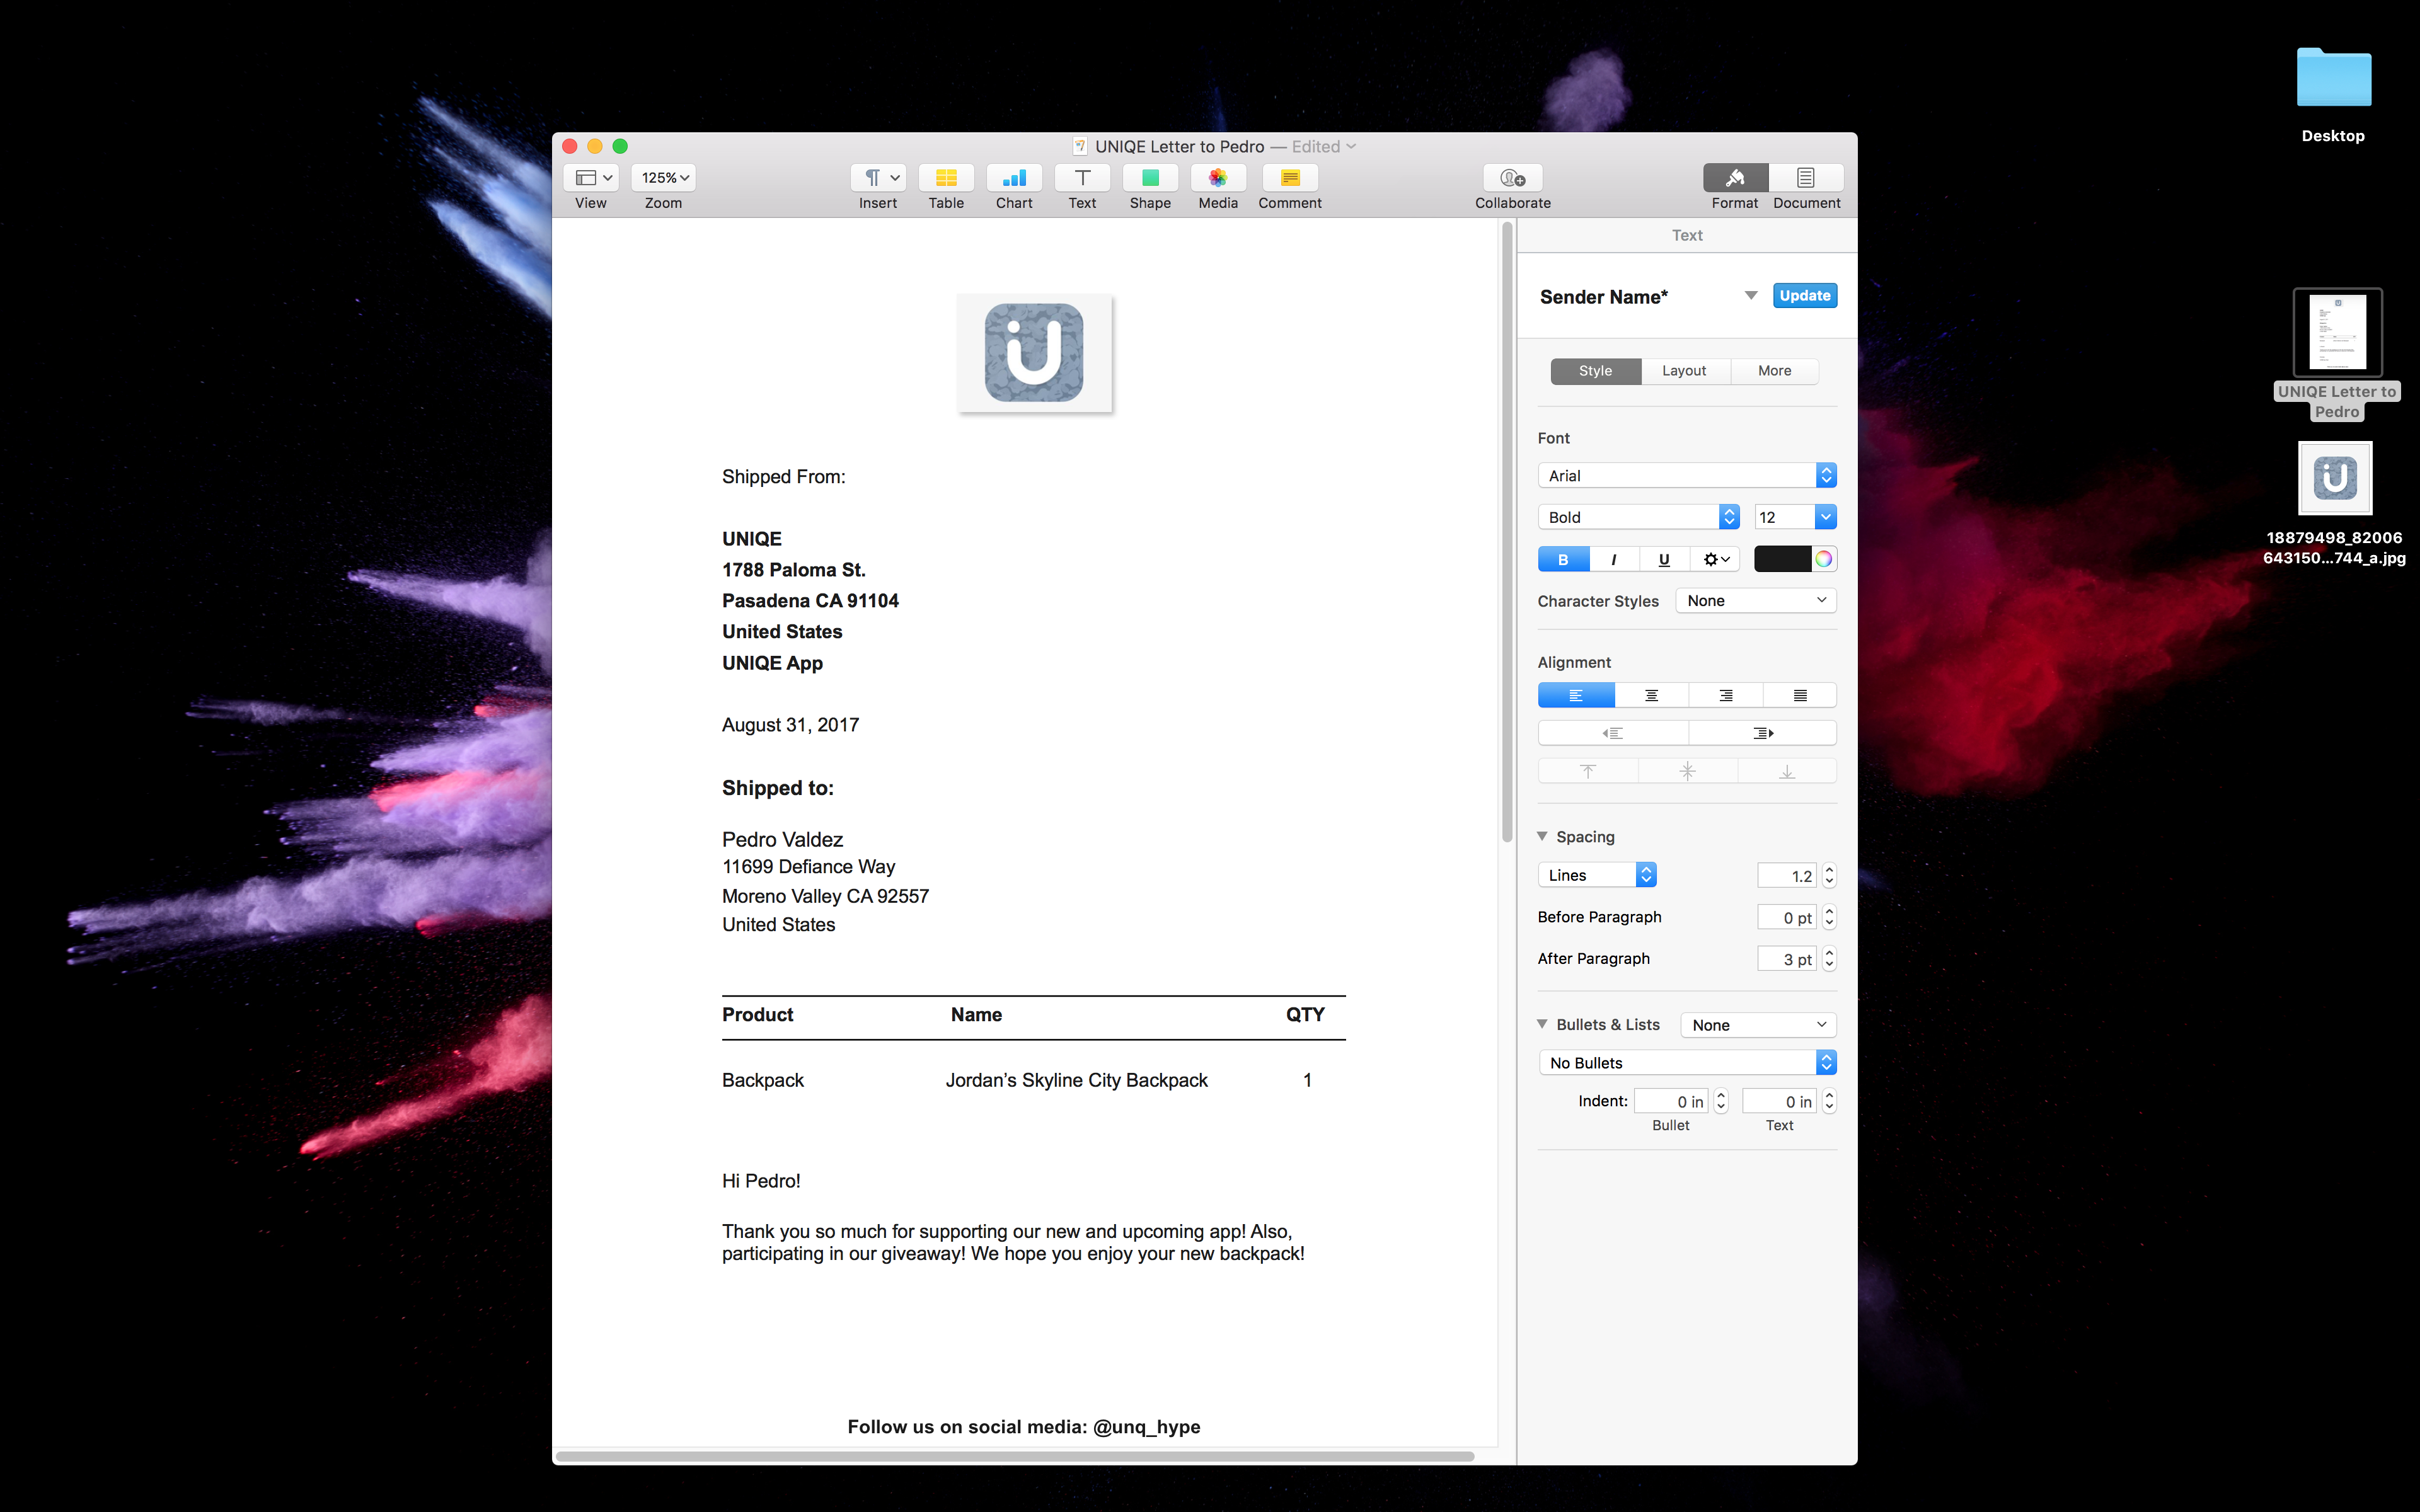 UNIQE Letter to Pedro — Edited
125%
View
Zoom
Insert
Table
Chart
Text
Shape
Media
Comment
Collaborate
Format
Document
Shipped From:
UNIQE
1788 Paloma St.
Pasadena CA 91104
United States
UNIQE App
August 31, 2017
Shipped to:
Pedro Valdez
11699 Defiance Way
Moreno Valley CA 92557
United States
Product Name QTY
Backpack Jordan’s Skyline City Backpack 1
Hi Pedro!
Thank you so much for supporting our new and upcoming app! Also,
participating in our giveaway! We hope you enjoy your new backpack!
Follow us on social media: @unq_hype
Text
Sender Name*
Update
Style Layout More
Font
Arial
Bold 12
B I U
Character Styles None
Alignment
Spacing
Lines 1.2
Before Paragraph 0 pt
After Paragraph 3 pt
Bullets & Lists None
No Bullets
Indent: 0 in 0 in
Bullet Text
Desktop
UNIQE Letter to
Pedro
18879498_82006
643150...744_a.jpg